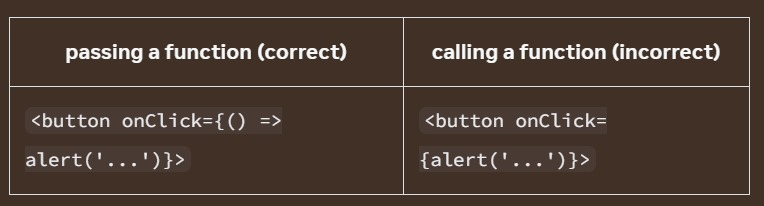 passing a function (correct)
calling a function (incorrect)
<button onClick={() =>
alert('...')}>
<button onClick=
{alert('...')}>